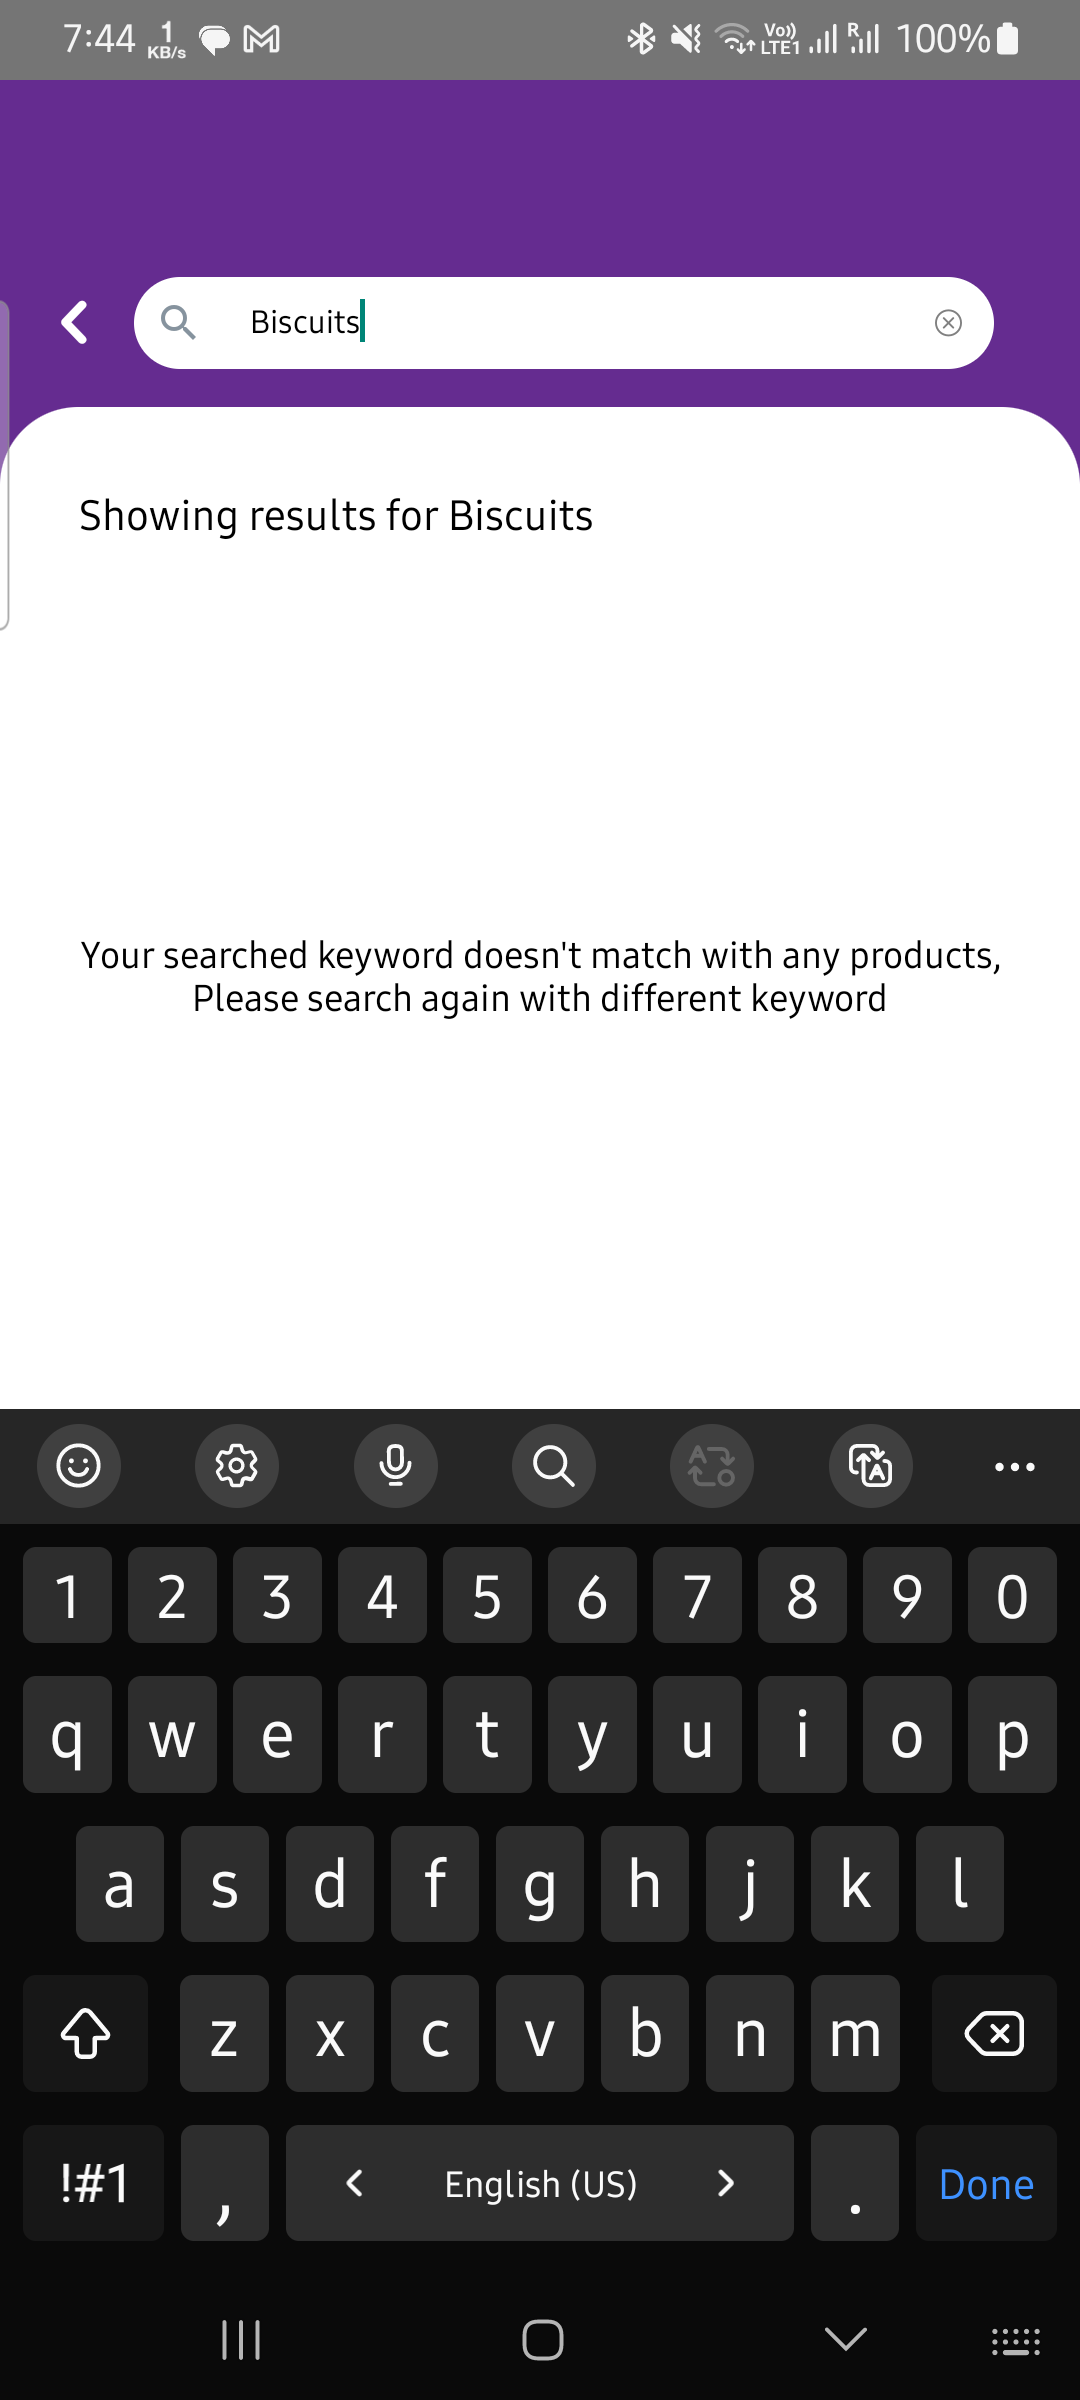 7:44 1 KB/s Vo)) LTE1 R 100%
Biscuits
Showing results for Biscuits
Your searched keyword doesn't match with any products,
Please search again with different keyword
1 2 3 4 5 6 7 8 9 0
q w e r t y u i o p
a s d f g h j k l
z x c v b n m
!#1 , English (US) . Done